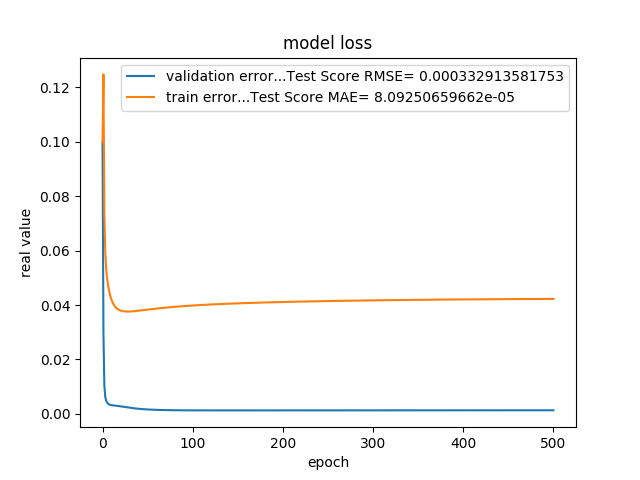 model loss
validation error...Test Score RMSE= 0.000332913581753
train error...Test Score MAE= 8.09250659662e-05
0.12
0.10
0.08
0.06
0.04
0.02
0.00
real value
0 100 200 300 400 500
epoch